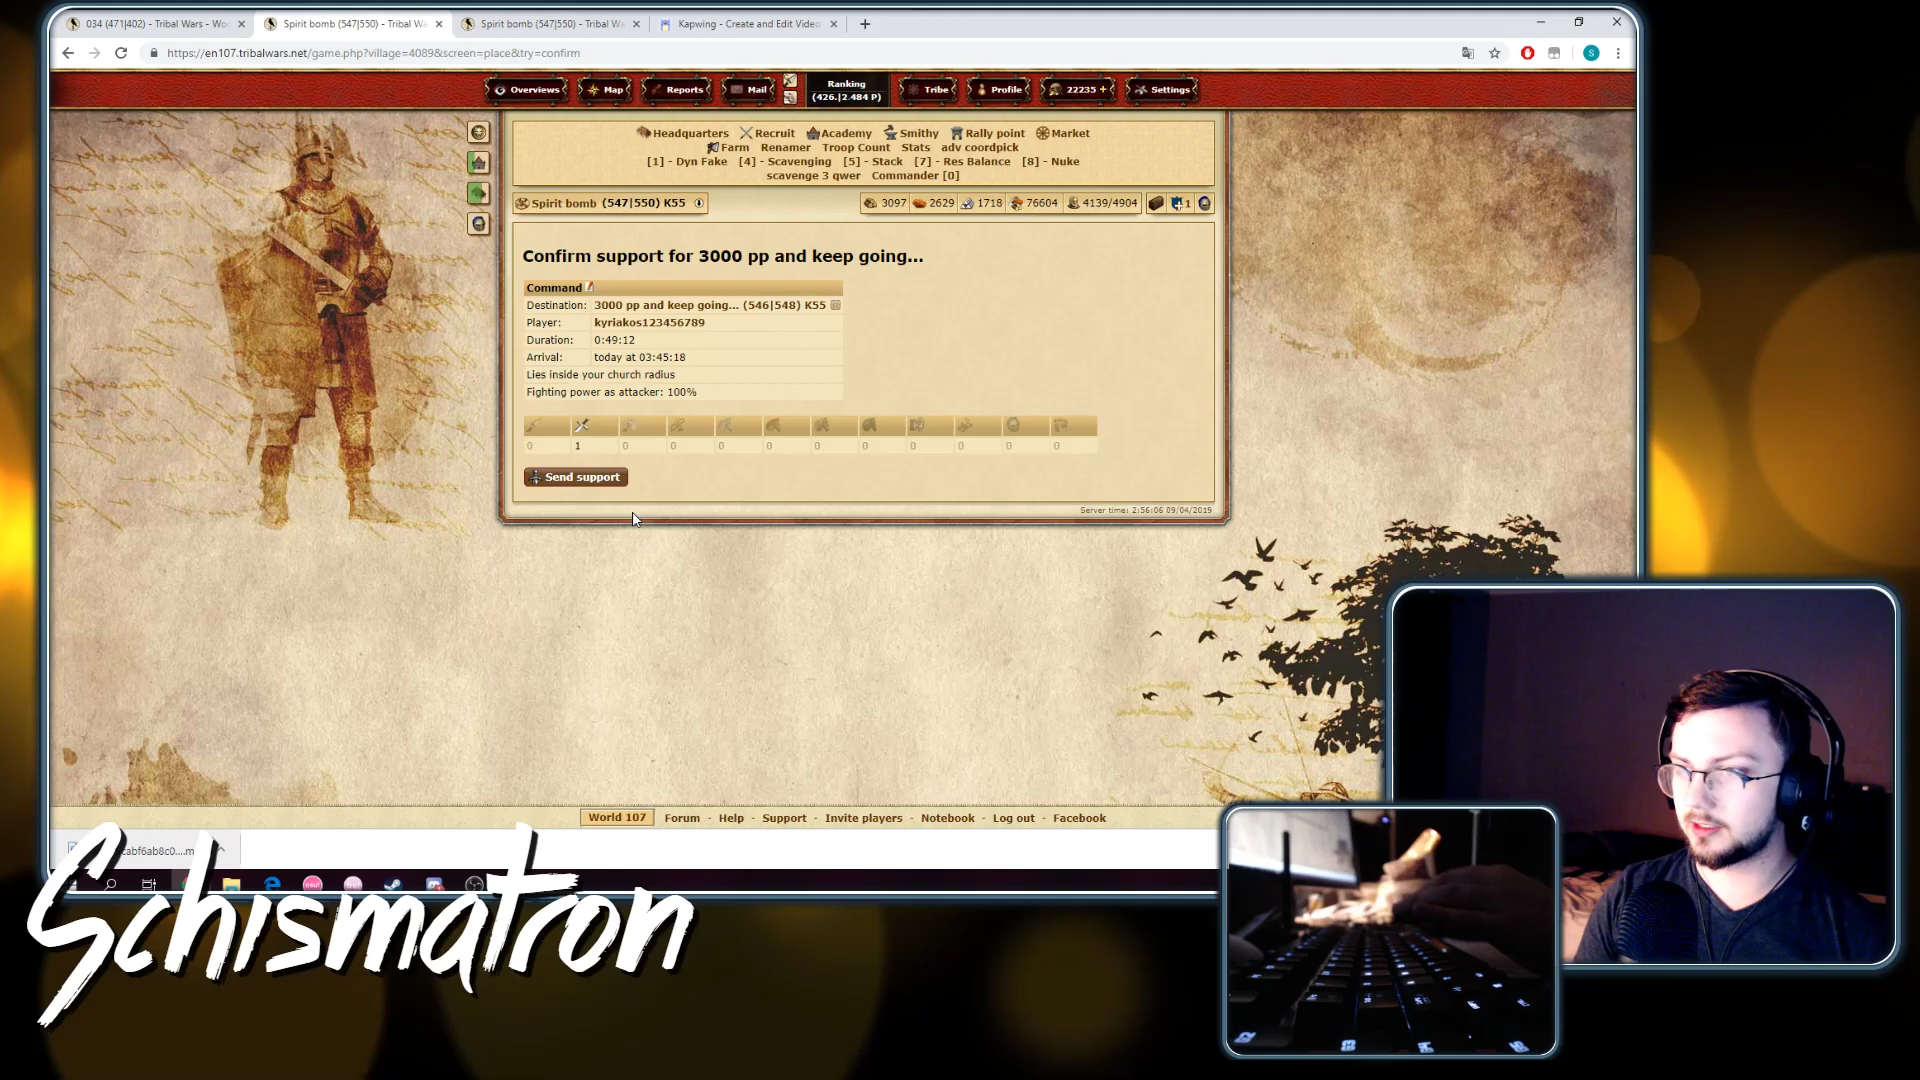 034 (471|402) - Tribal Wars - Wo
Spirit bomb (547|550) - Tribal Wa
Spirit bomb (547|550) - Tribal Wa
Kapwing - Create and Edit Video
https://en107.tribalwars.net/game.php?village=4089&screen=place&try=confirm
S
Overviews
Map
Reports
Mail
Ranking
(426.|2.484 P)
Tribe
Profile
22235 +
Settings
Headquarters Recruit Academy Smithy Rally point Market
Farm Renamer Troop Count Stats adv coordpick
[1] - Dyn Fake [4] - Scavenging [5] - Stack [7] - Res Balance [8] - Nuke
scavenge 3 qwer Commander [0]
Spirit bomb (547|550) K55
3097 2629 1718 76604 4139/4904 1
Confirm support for 3000 pp and keep going...
Command
Destination: 3000 pp and keep going... (546|548) K55
Player: kyriakos123456789
Duration: 0:49:12
Arrival: today at 03:45:18
Lies inside your church radius
Fighting power as attacker: 100%
0 1 0 0 0 0 0 0 0 0 0 0
Send support
Server time: 2:56:06 09/04/2019
World 107 Forum - Help - Support - Invite players - Notebook - Log out - Facebook
cabf6ab8c0....m
Schismatron